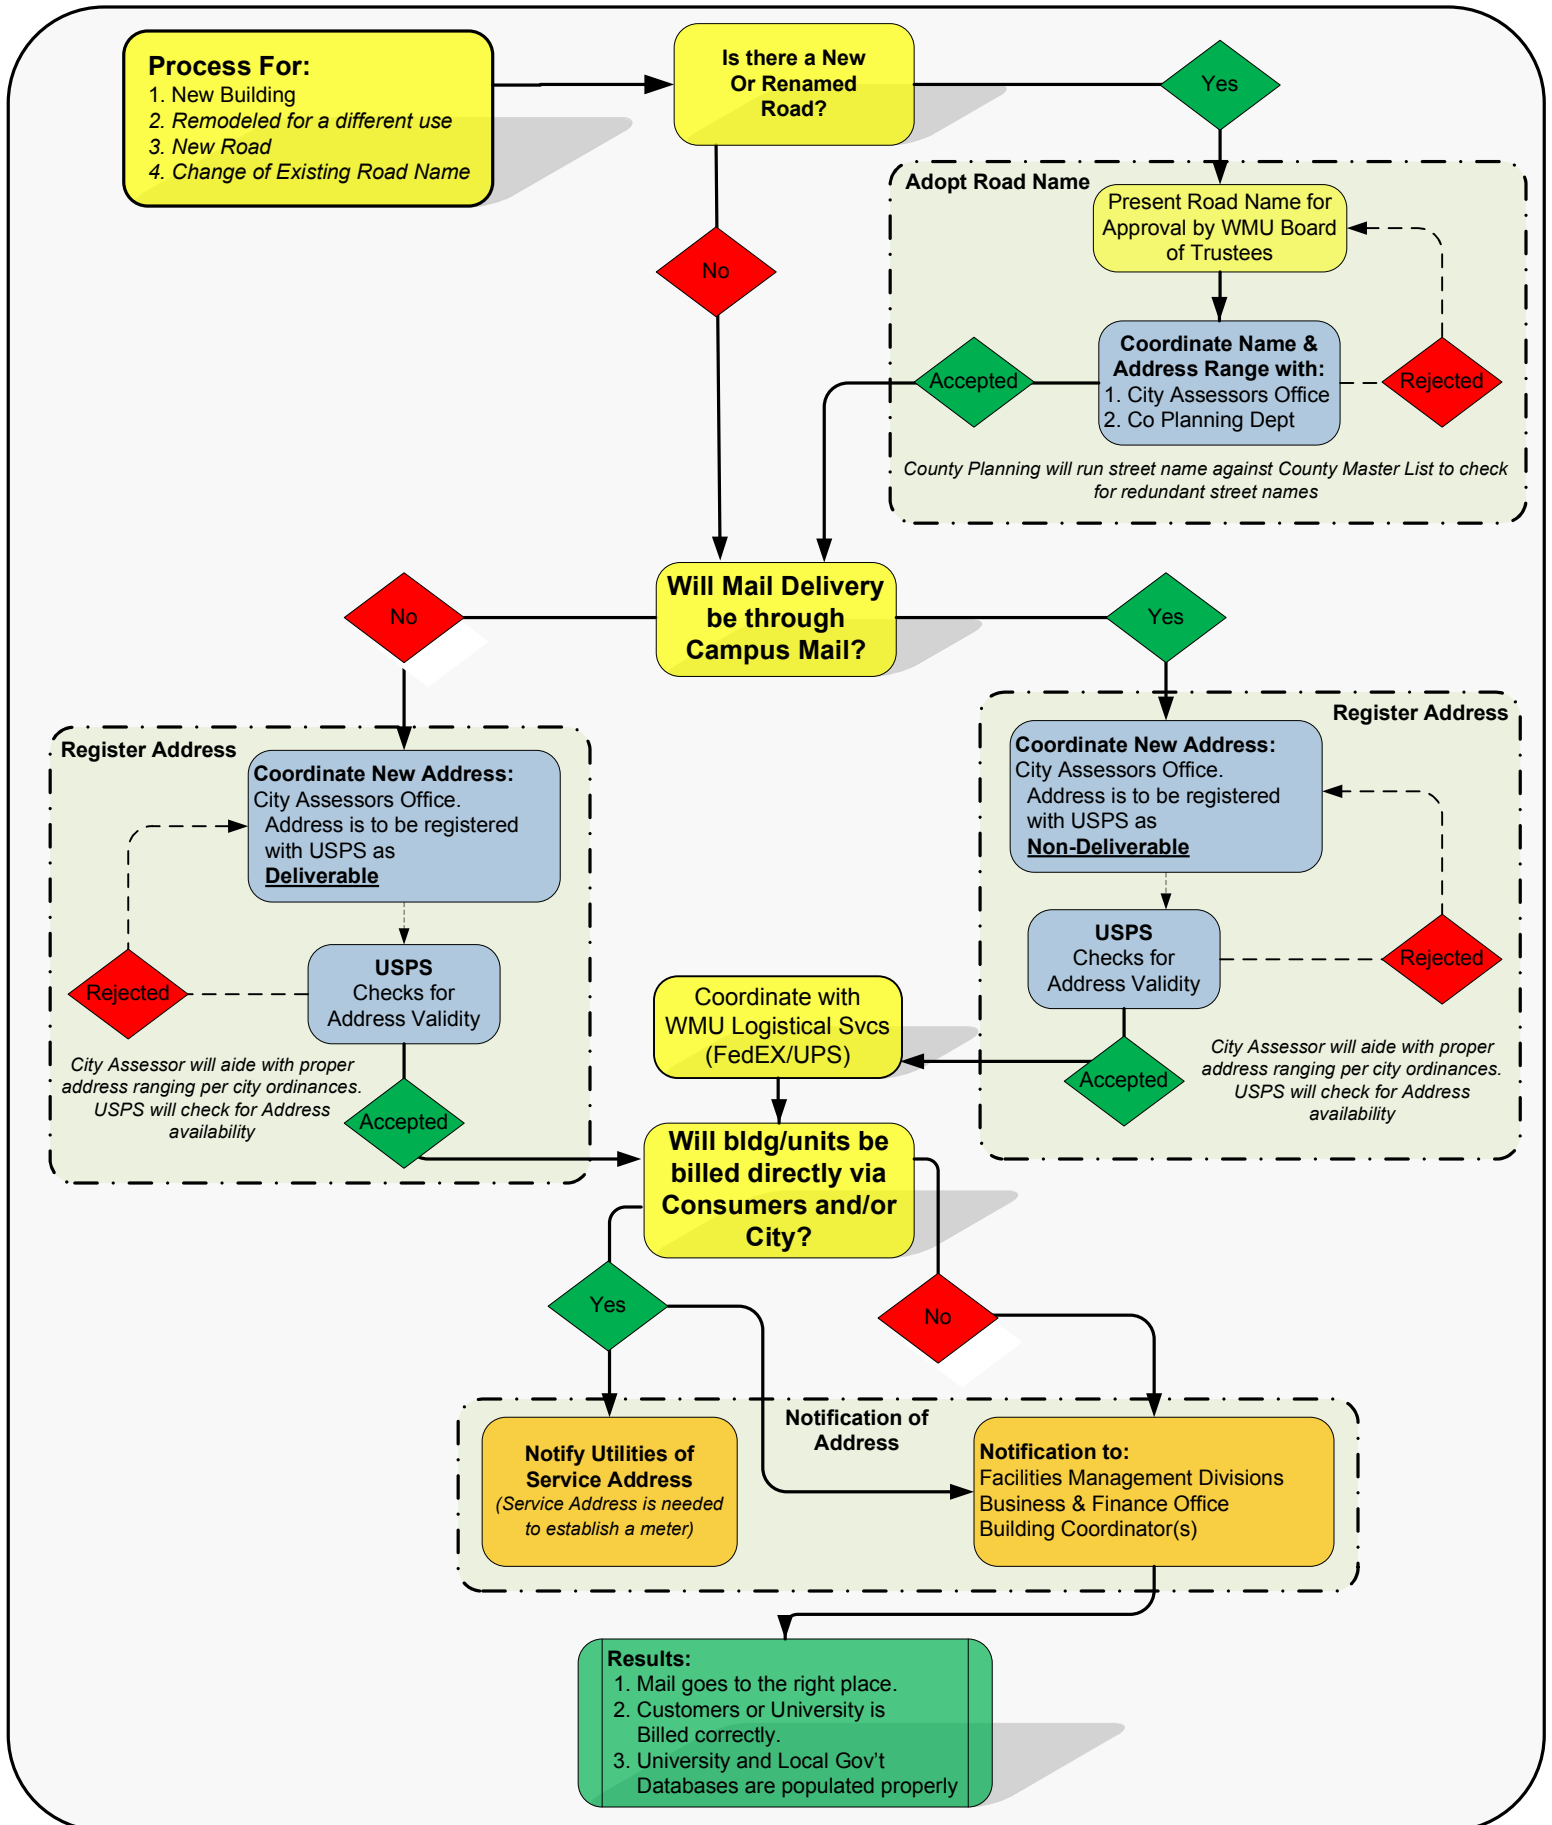 Process For:
1. New Building
2. Remodeled for a different use
3. New Road
4. Change of Existing Road Name
Is there a New
Or Renamed
Road?
Yes
No
Adopt Road Name
Present Road Name for
Approval by WMU Board
of Trustees
Coordinate Name &
Address Range with:
1. City Assessors Office
2. Co Planning Dept
Accepted
Rejected
County Planning will run street name against County Master List to check
for redundant street names
Will Mail Delivery
be through
Campus Mail?
No
Yes
Register Address
Coordinate New Address:
City Assessors Office.
Address is to be registered
with USPS as
Deliverable
USPS
Checks for
Address Validity
Rejected
City Assessor will aide with proper
address ranging per city ordinances.
USPS will check for Address
availability
Accepted
Register Address
Coordinate New Address:
City Assessors Office.
Address is to be registered
with USPS as
Non-Deliverable
USPS
Checks for
Address Validity
Rejected
City Assessor will aide with proper
address ranging per city ordinances.
USPS will check for Address
availability
Accepted
Coordinate with
WMU Logistical Svcs
(FedEX/UPS)
Will bldg/units be
billed directly via
Consumers and/or
City?
Yes
No
Notification of
Address
Notify Utilities of
Service Address
(Service Address is needed
to establish a meter)
Notification to:
Facilities Management Divisions
Business & Finance Office
Building Coordinator(s)
Results:
1. Mail goes to the right place.
2. Customers or University is
Billed correctly.
3. University and Local Gov't
Databases are populated properly